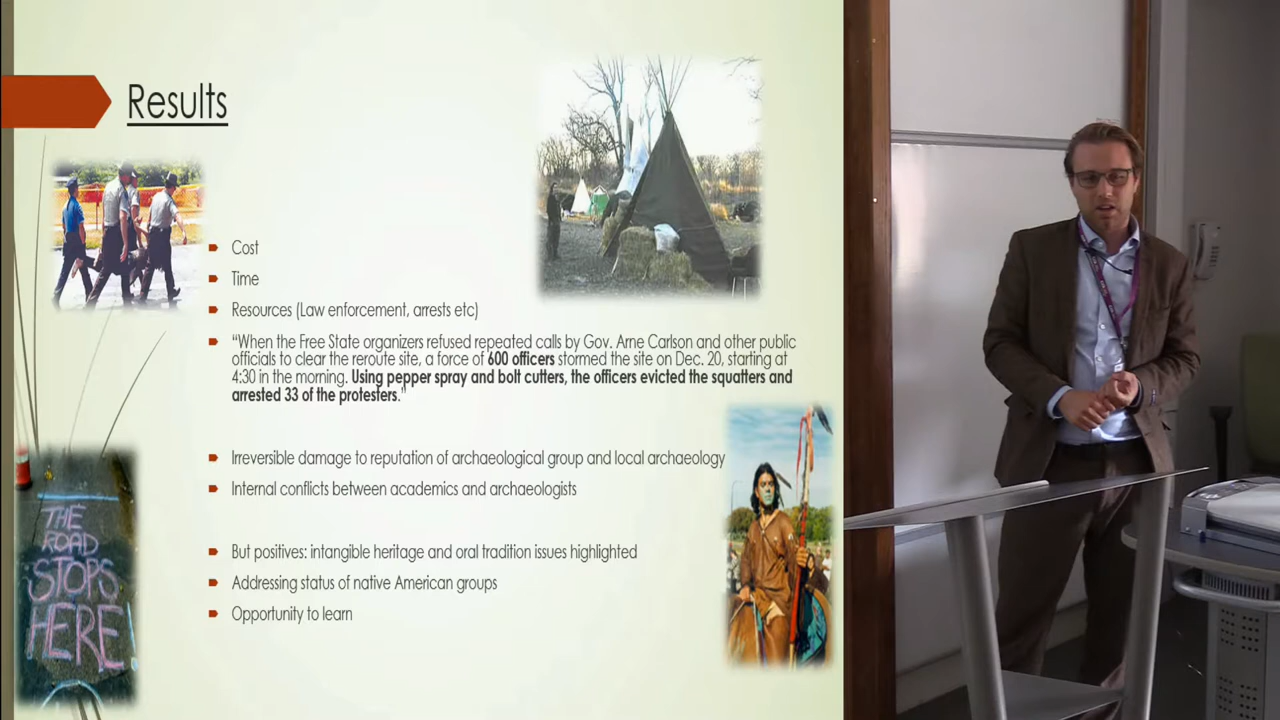 Results
Cost
Time
Resources (Law enforcement, arrests etc)
“When the Free State organizers refused repeated calls by Gov. Arne Carlson and other public
officials to clear the reroute site, a force of 600 officers stormed the site on Dec. 20, starting at
4:30 in the morning. Using pepper spray and bolt cutters, the officers evicted the squatters and
arrested 33 of the protesters.”
Irreversible damage to reputation of archaeological group and local archaeology
Internal conflicts between academics and archaeologists
But positives: intangible heritage and oral tradition issues highlighted
Addressing status of native American groups
Opportunity to learn
THE
ROAD
STOPS
HERE!